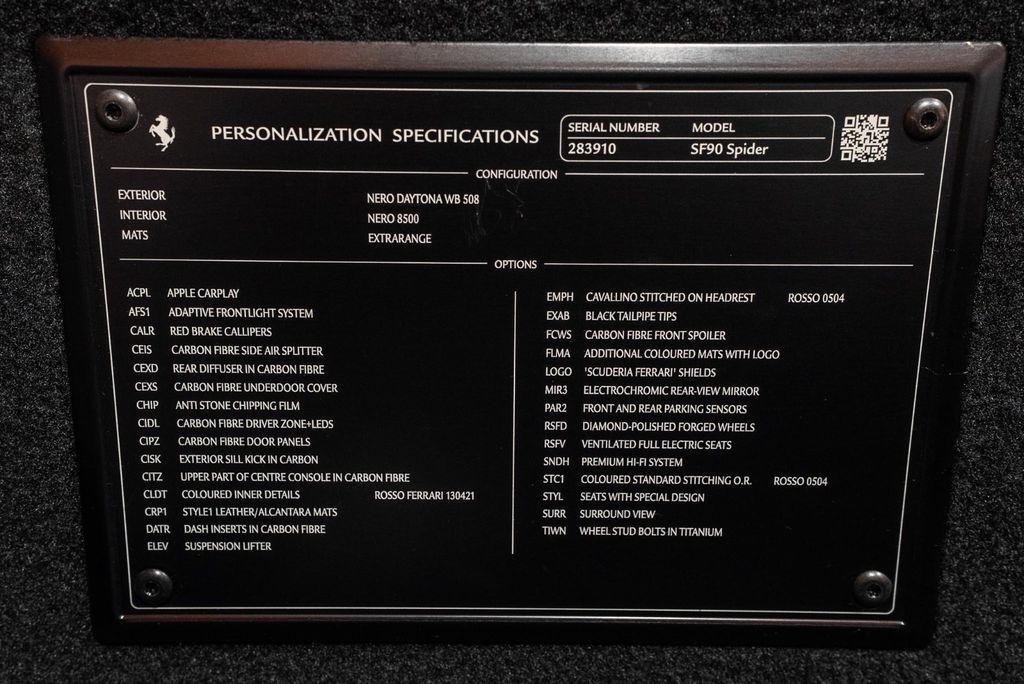 PERSONALIZATION SPECIFICATIONS
SERIAL NUMBER MODEL
283910 SF90 Spider
CONFIGURATION
EXTERIOR NERO DAYTONA WB 508
INTERIOR NERO 8500
MATS EXTRARANGE
OPTIONS
ACPL APPLE CARPLAY
AFS1 ADAPTIVE FRONTLIGHT SYSTEM
CALR RED BRAKE CALLIPERS
CEIS CARBON FIBRE SIDE AIR SPLITTER
CEXD REAR DIFFUSER IN CARBON FIBRE
CEXS CARBON FIBRE UNDERDOOR COVER
CHIP ANTI STONE CHIPPING FILM
CIDL CARBON FIBRE DRIVER ZONE+LEDS
CIPZ CARBON FIBRE DOOR PANELS
CISK EXTERIOR SILL KICK IN CARBON
CITZ UPPER PART OF CENTRE CONSOLE IN CARBON FIBRE
CLDT COLOURED INNER DETAILS ROSSO FERRARI 130421
CRP1 STYLE1 LEATHER/ALCANTARA MATS
DATR DASH INSERTS IN CARBON FIBRE
ELEV SUSPENSION LIFTER
EMPH CAVALLINO STITCHED ON HEADREST ROSSO 0504
EXAB BLACK TAILPIPE TIPS
FCWS CARBON FIBRE FRONT SPOILER
FLMA ADDITIONAL COLOURED MATS WITH LOGO
LOGO 'SCUDERIA FERRARI' SHIELDS
MIR3 ELECTROCHROMIC REAR-VIEW MIRROR
PAR2 FRONT AND REAR PARKING SENSORS
RSFD DIAMOND-POLISHED FORGED WHEELS
RSFV VENTILATED FULL ELECTRIC SEATS
SNDH PREMIUM HI-FI SYSTEM
STC1 COLOURED STANDARD STITCHING O.R. ROSSO 0504
STYL SEATS WITH SPECIAL DESIGN
SURR SURROUND VIEW
TIWN WHEEL STUD BOLTS IN TITANIUM